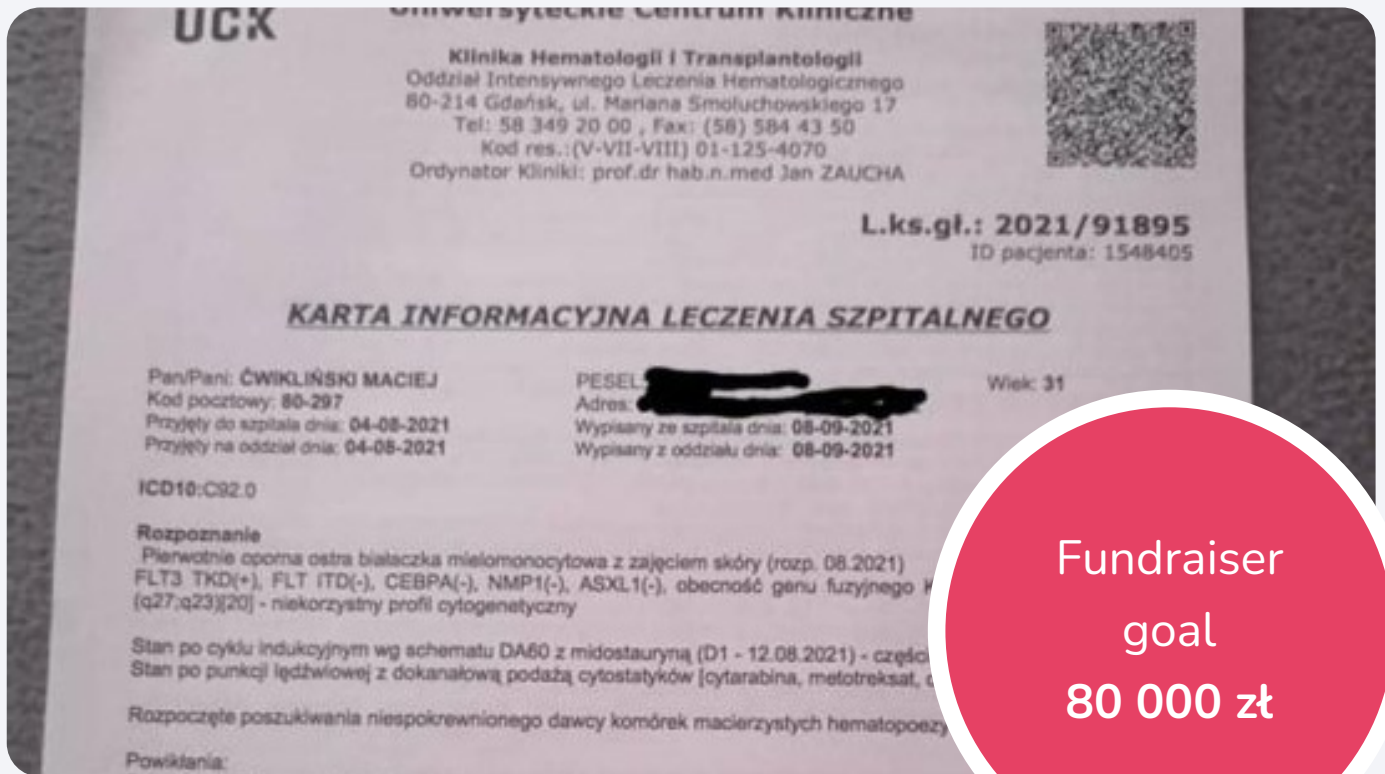 UCK
Uniwersyteckie Centrum Kliniczne
Klinika Hematologii i Transplantologii
Oddział Intensywnego Leczenia Hematologicznego
80-214 Gdańsk, ul. Mariana Smoluchowskiego 17
Tel: 58 349 20 00 , Fax: (58) 584 43 50
Kod res.:(V-VII-VIII) 01-125-4070
Ordynator Kliniki: prof.dr hab.n.med Jan ZAUCHA
L.ks.gł.: 2021/91895
ID pacjenta: 1548405
KARTA INFORMACYJNA LECZENIA SZPITALNEGO
Pan/Pani: ĆWIKLIŃSKI MACIEJ PESEL: Wiek: 31
Kod pocztowy: 80-297 Adres:
Przyjęty do szpitala dnia: 04-08-2021 Wypisany ze szpitala dnia: 08-09-2021
Przyjęty na oddział dnia: 04-08-2021 Wypisany z oddziału dnia: 08-09-2021
ICD10:C92.0
Rozpoznanie
Pierwotnie oporna ostra białaczka mielomonocytowa z zajęciem skóry (rozp. 08.2021)
FLT3 TKD(+), FLT ITD(-), CEBPA(-), NMP1(-), ASXL1(-), obecność genu fuzyjnego
(q27;q23)[20] - niekorzystny profil cytogenetyczny
Stan po cyklu indukcyjnym wg schematu DA60 z midostauryną (D1 - 12.08.2021) -
Stan po punkcji lędźwiowej z dokanałową podażą cytostatyków [cytarabina, metotreksat,
Rozpoczęte poszukiwania niespokrewnionego dawcy komórek macierzystych
Powikłania:
Fundraiser
goal
80 000 zł